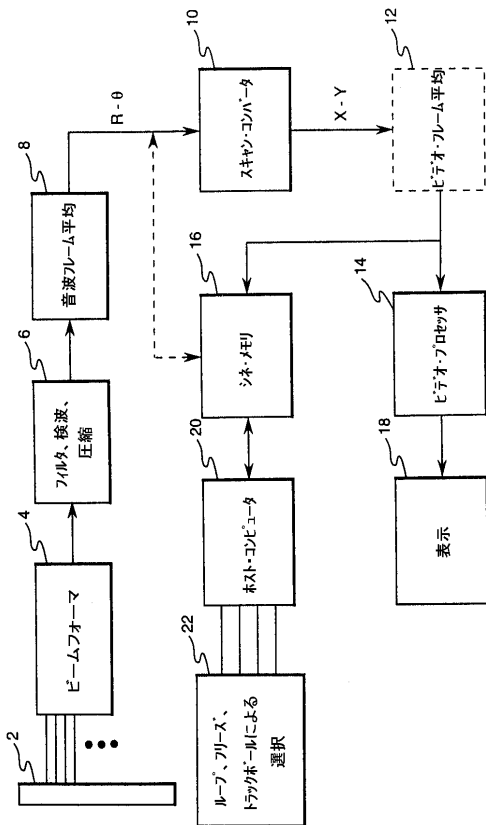 2
4
ビームフォーマ
6
フィルタ、検波、
圧縮
8
音波フレーム平均
R - θ
10
スキャン・コンバータ
X - Y
12
ビデオ・フレーム平均
14
ビデオ・プロセッサ
16
シネ・メモリ
18
表示
20
ホスト・コンピュータ
22
ループ、フリーズ、
トラックボールによる
選択